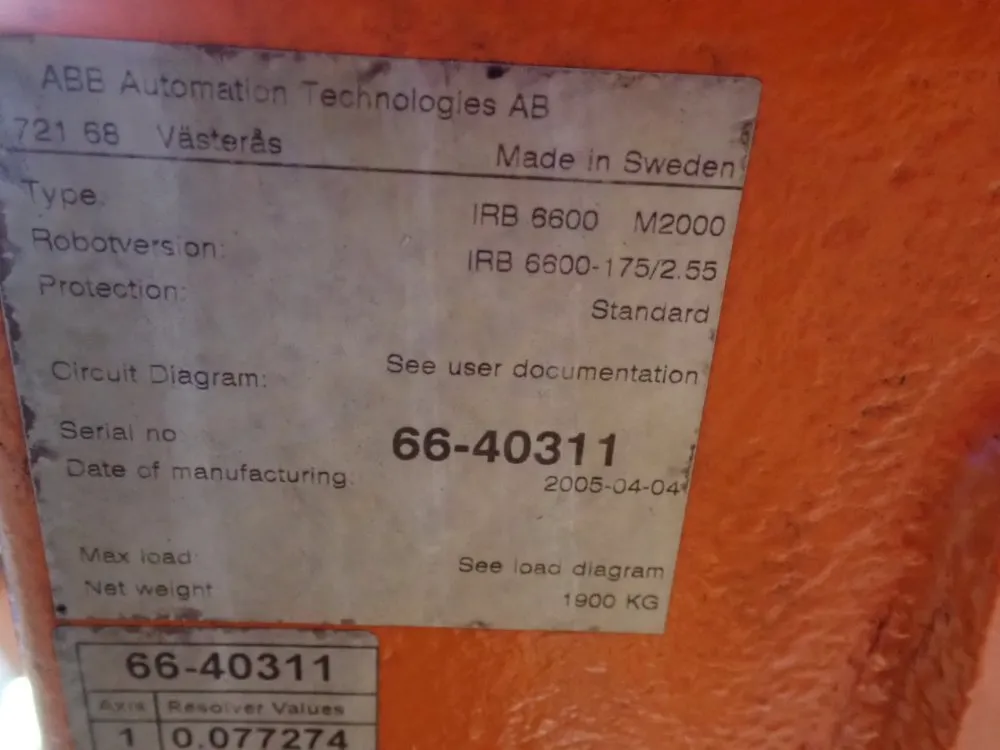 ABB Automation Technologies AB
721 68 Västerås
Made in Sweden
Type: IRB 6600 M2000
Robotversion: IRB 6600-175/2.55
Protection: Standard
Circuit Diagram: See user documentation
Serial no 66-40311
Date of manufacturing: 2005-04-04
Max load: See load diagram
Net weight 1900 KG
66-40311
Axis Resolver Values
1 0.077274